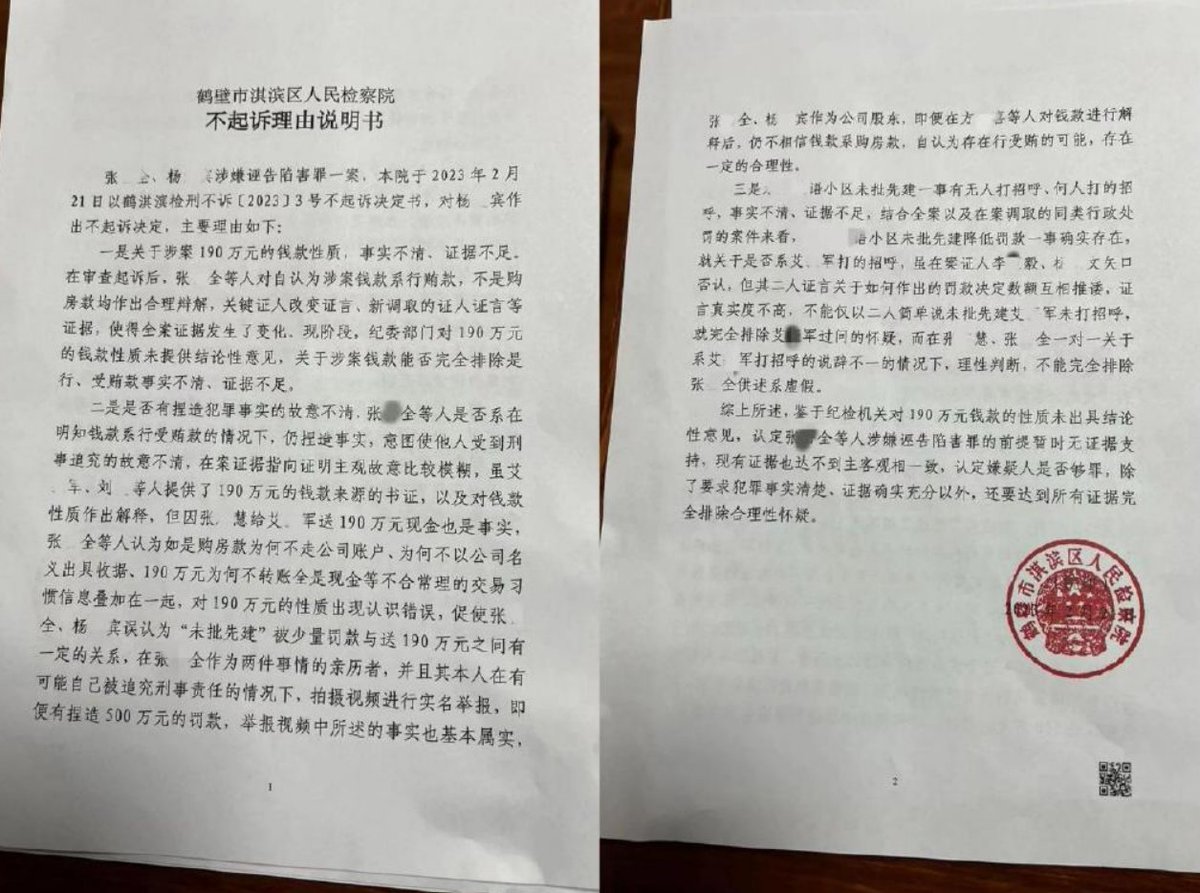 鹤壁市淇滨区人民检察院
不起诉理由说明书
张 全、杨 宾涉嫌诬告陷害罪一案，本院于2023年2月
21日以鹤淇滨检刑不诉〔2023〕3号不起诉决定书，对杨 宾作
出不起诉决定，主要理由如下：
一是关于涉案190万元的钱款性质，事实不清、证据不足。
在审查起诉后，张 全等人对自认为涉案钱款系行贿款，不是购
房款均作出合理辩解，关键证人改变证言、新调取的证人证言等
证据，使得全案证据发生了变化。现阶段，纪委部门对190万元
的钱款性质未提供结论性意见，关于涉案钱款能否完全排除是
行、受贿款事实不清、证据不足。
二是是否有捏造犯罪事实的故意不清，张 全等人是否系在
明知钱款系行受贿款的情况下，仍捏造事实，意图使他人受到刑
事追究的故意不清，在案证据指向证明主观故意比较模糊，虽艾
军、刘 等人提供了190万元的钱款来源的书证，以及对钱款
性质作出解释，但因张 慧给艾 军送190万元现金也是事实，
张 全等人认为如是购房款为何不走公司账户、为何不以公司名
义出具收据、190万元为何不转账全是现金等不合常理的交易习
惯信息叠加在一起，对190万元的性质出现认识错误，促使张
全、杨 宾误认为“未批先建”被少量罚款与送190万元之间有
一定的关系，在张 全作为两件事情的亲历者，并且其本人在有
可能自己被追究刑事责任的情况下，拍摄视频进行实名举报，即
便有捏造500万元的罚款，举报视频中所述的事实也基本属实，
1
张 全、杨 宾作为公司股东，即便在方 喜等人对钱款进行解
释后，仍不相信钱款系购房款，自认为存在行受贿的可能，存在
一定的合理性。
三是 语小区未批先建一事有无人打招呼、何人打的招
呼，事实不清、证据不足，结合全案以及在案调取的同类行政处
罚的案件来看， 语小区未批先建降低罚款一事确实存在，
就关于是否系艾 军打的招呼，虽在案证人李 毅、 文矢口
否认，但其二人证言关于如何作出的罚款决定数额互相推诿，证
言真实度不高，不能仅以二人简单说未批先建艾 军未打招呼，
就完全排除艾 军过问的怀疑，而在张 慧、张 全一对一关于
系艾 军打招呼的说辞不一的情况下，理性判断，不能完全排除
张 全供述系虚假。
综上所述，鉴于纪检机关对190万元钱款的性质未出具结论
性意见，认定张 全等人涉嫌诬告陷害罪的前提暂时无证据支
持，现有证据也达不到主客观相一致，认定嫌疑人是否够罪，除
了要求犯罪事实清楚、证据确实充分以外，还要达到所有证据完
全排除合理性怀疑。
鹤壁市淇滨区人民检察院
2